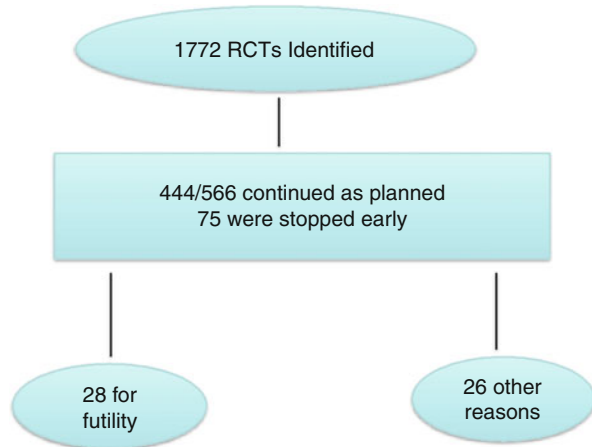 1772 RCTs Identified
444/566 continued as planned
75 were stopped early
28 for
futility
26 other
reasons